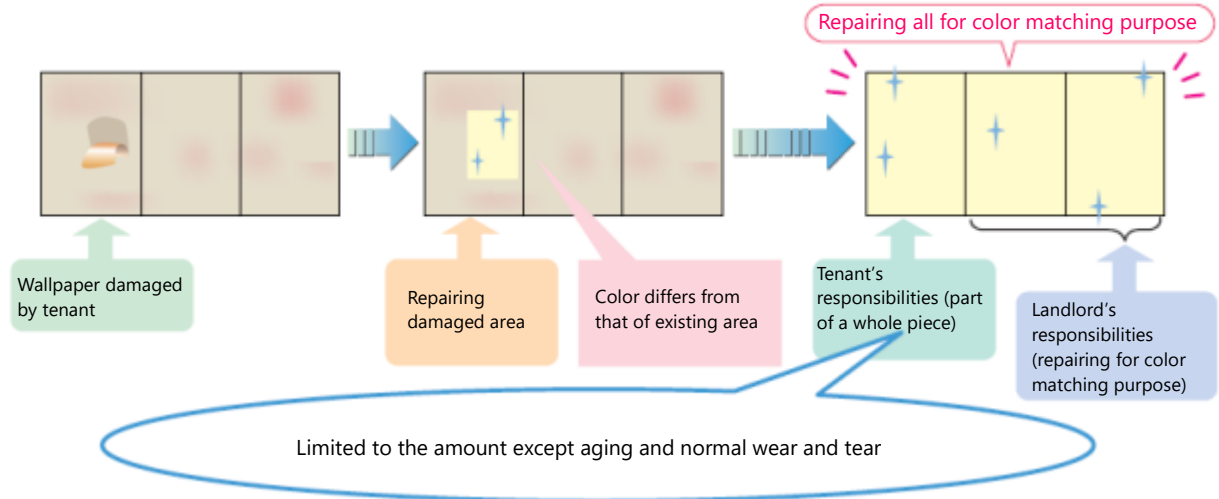 Repairing all for color matching purpose
Wallpaper damaged
by tenant
Repairing
damaged area
Color differs from
that of existing area
Tenant's
responsibilities (part
of a whole piece)
Landlord's
responsibilities
(repairing for color
matching purpose)
Limited to the amount except aging and normal wear and tear